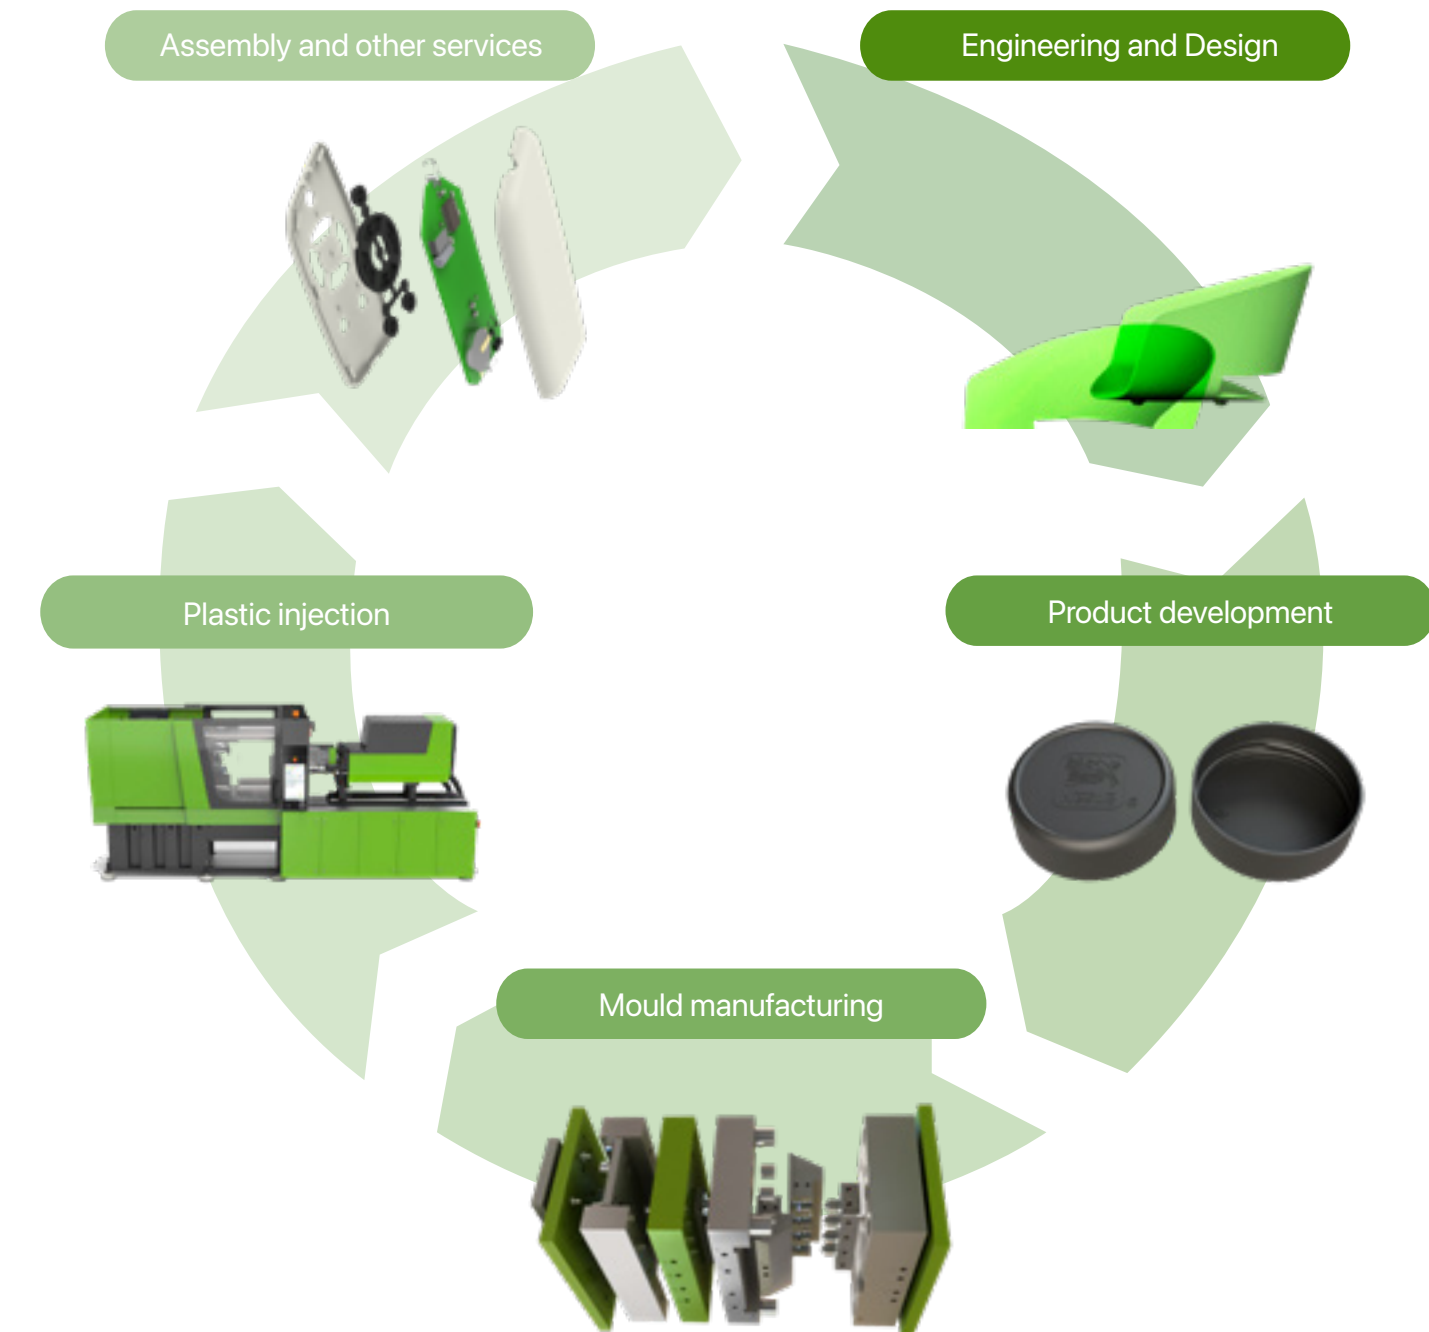 Assembly and other services
Engineering and Design
Plastic injection
Product development
Mould manufacturing